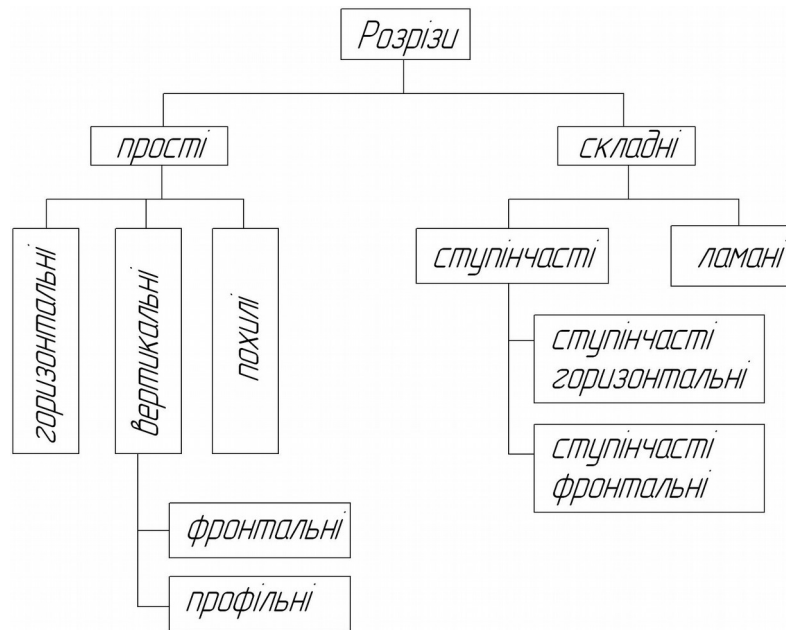 Розрізи
прості
складні
горизонтальні
вертикальні
похилі
ступінчасті
ламані
ступінчасті
горизонтальні
ступінчасті
фронтальні
фронтальні
профільні